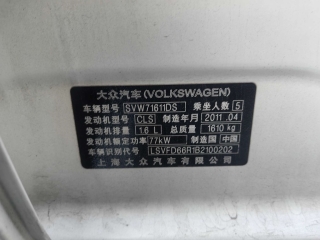 大众汽车(VOLKSWAGEN)
车辆型号 SVW71611DS 乘坐人数 5
发动机型号 CLS 制造年月 2011.04
发动机排量 1.6 L 总质量 1610 kg
发动机额定功率 77kW 制造国 中国
车辆识别代号 LSVFD66R1B2100202
上海大众汽车有限公司